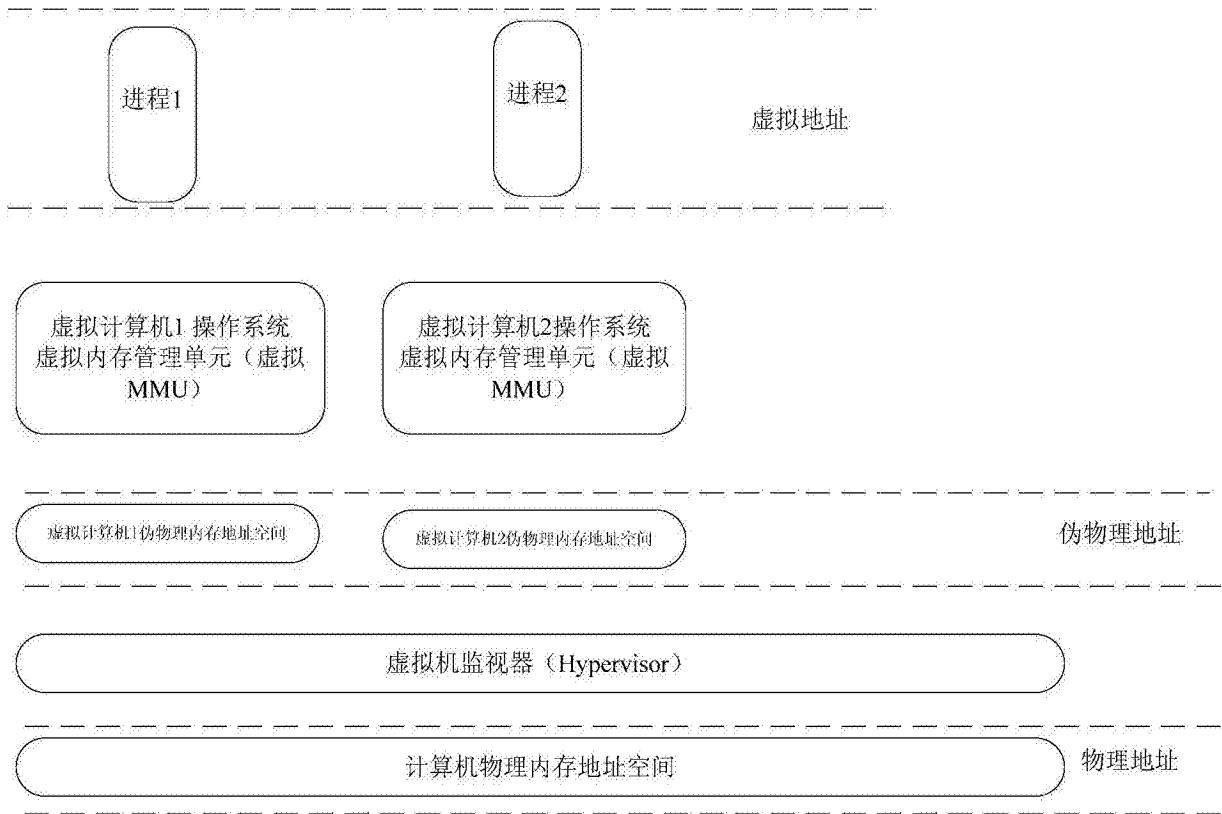 进程1
进程2
虚拟地址
虚拟计算机1 操作系统
虚拟内存管理单元（虚拟
MMU）
虚拟计算机2操作系统
虚拟内存管理单元（虚拟
MMU）
虚拟计算机1伪物理内存地址空间
虚拟计算机2伪物理内存地址空间
伪物理地址
虚拟机监视器（Hypervisor）
计算机物理内存地址空间
物理地址